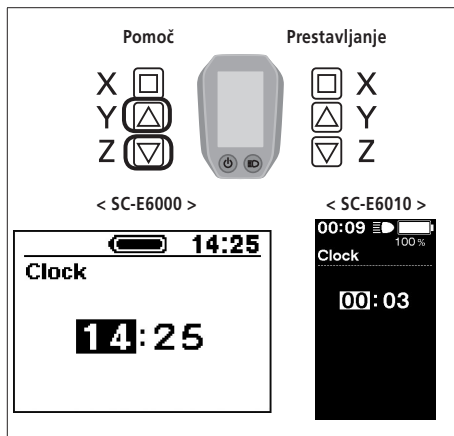 Pomoč Prestavljanje
X X
Y Y
Z Z
< SC-E6000 > < SC-E6010 >
14:25 00:09
100 %
Clock Clock
14:25 00:03